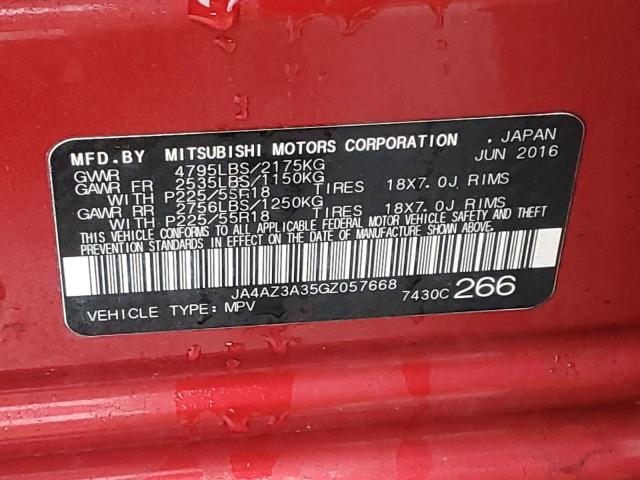 MFD.BY MITSUBISHI MOTORS CORPORATION , JAPAN
GVWR 4795LBS/2175KG JUN 2016
GAWR FR 2535LBS/1150KG
WITH P225/55R18 TIRES 18X7.0J RIMS
GAWR RR 2756LBS/1250KG
WITH P225/55R18 TIRES 18X7.0J RIMS
THIS VEHICLE CONFORMS TO ALL APPLICABLE FEDERAL MOTOR VEHICLE SAFETY AND THEFT
PREVENTION STANDARDS IN EFFECT ON THE DATE OF MANUFACTURE SHOWN ABOVE.
JA4AZ3A35GZ057668 7430C 266
VEHICLE TYPE: MPV